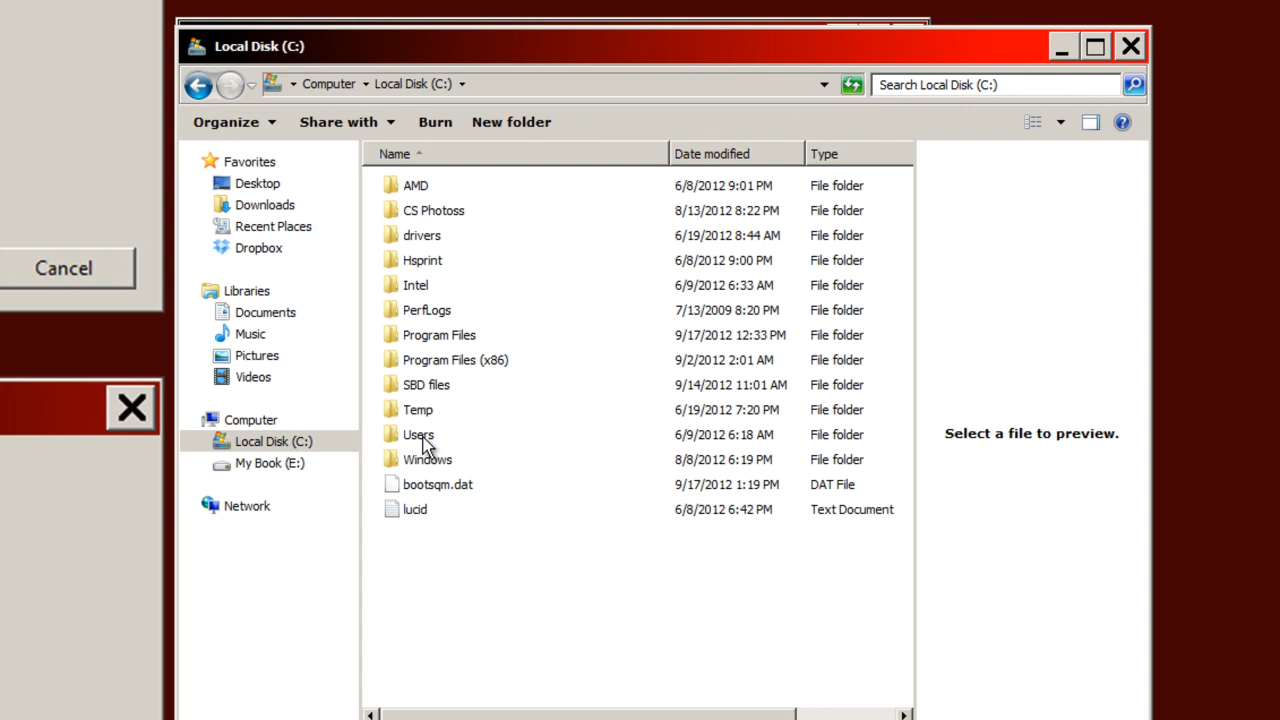 Local Disk (C:)
Computer Local Disk (C:) Search Local Disk (C:)
Organize Share with Burn New folder
Name Date modified Type
Favorites
Desktop
Downloads
Recent Places
Dropbox
Libraries
Documents
Music
Pictures
Videos
Computer
Local Disk (C:)
My Book (E:)
Network
AMD 6/8/2012 9:01 PM File folder
CS Photoss 8/13/2012 8:22 PM File folder
drivers 6/19/2012 8:44 AM File folder
Hsprint 6/8/2012 9:00 PM File folder
Intel 6/9/2012 6:33 AM File folder
PerfLogs 7/13/2009 8:20 PM File folder
Program Files 9/17/2012 12:33 PM File folder
Program Files (x86) 9/2/2012 2:01 AM File folder
SBD files 9/14/2012 11:01 AM File folder
Temp 6/19/2012 7:20 PM File folder
Users 6/9/2012 6:18 AM File folder
Windows 8/8/2012 6:19 PM File folder
bootsqm.dat 9/17/2012 1:19 PM DAT File
lucid 6/8/2012 6:42 PM Text Document
Select a file to preview.
Cancel